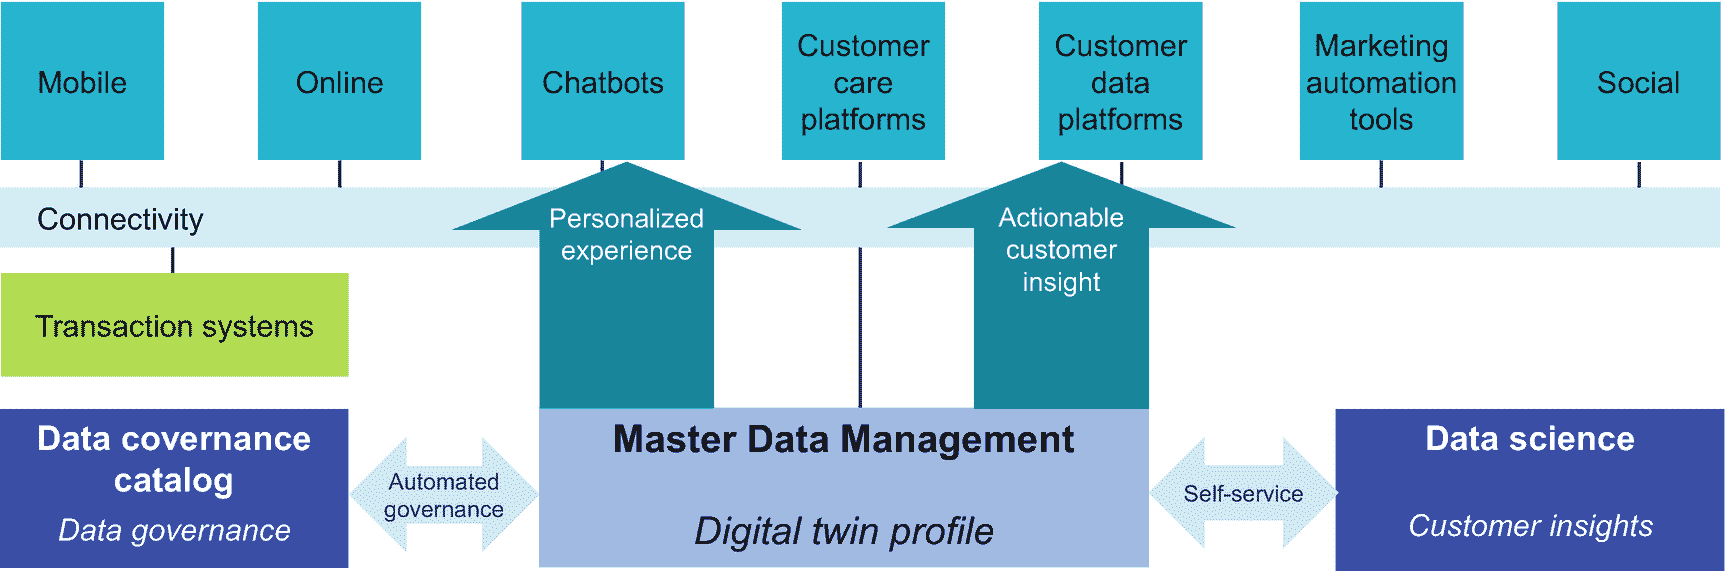 Mobile
Online
Chatbots
Customer
care
platforms
Customer
data
platforms
Marketing
automation
tools
Social
Connectivity
Personalized
experience
Actionable
customer
insight
Transaction systems
Data covernance
catalog
Data governance
Automated
governance
Master Data Management
Digital twin profile
Self-service
Data science
Customer insights